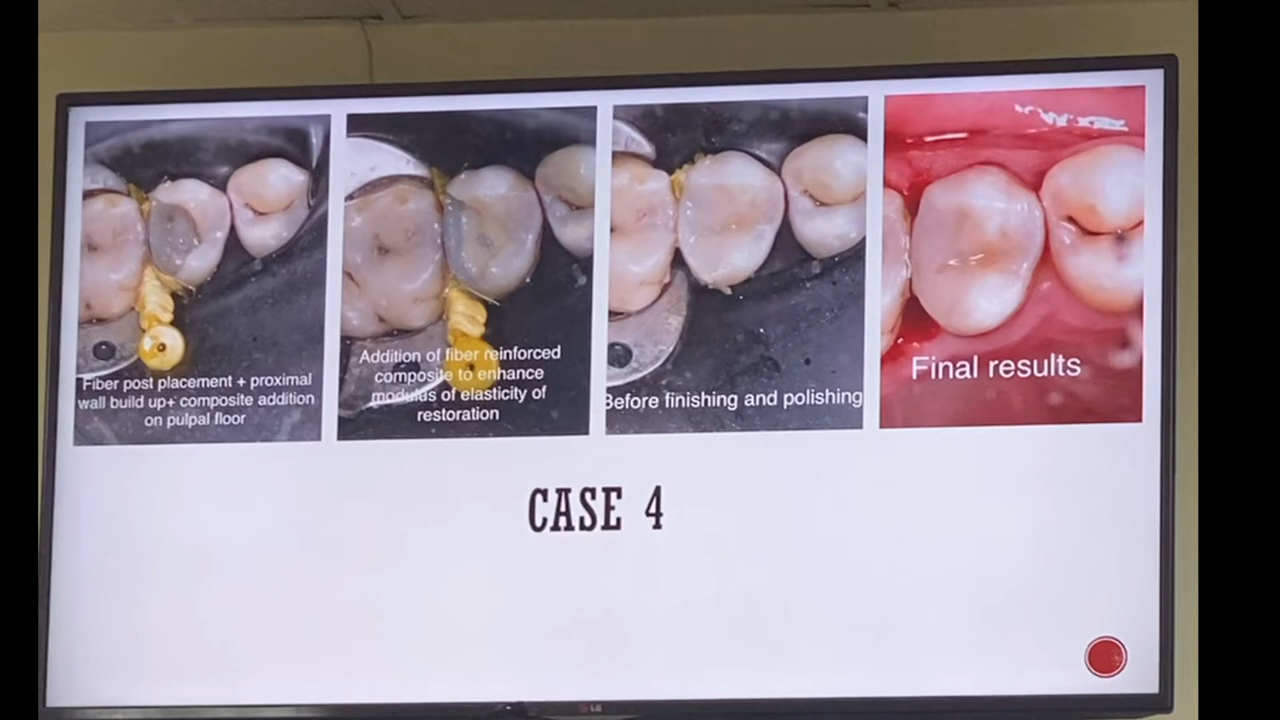 Fiber post placement + proximal
wall build up+ composite addition
on pulpal floor
Addition of fiber reinforced
composite to enhance
modulus of elasticity of
restoration
Before finishing and polishing
Final results
CASE 4
LG